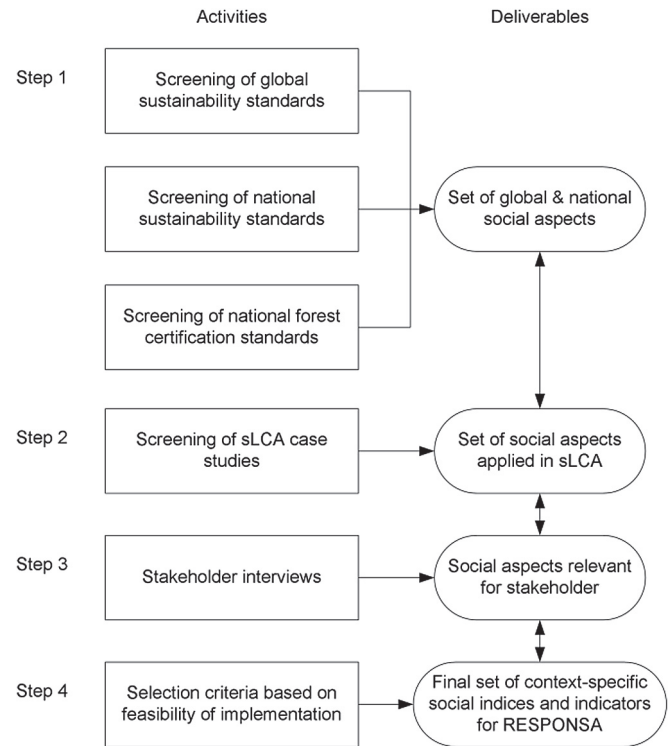 Activities
Deliverables
Step 1
Screening of global
sustainability standards
Screening of national
sustainability standards
Set of global & national
social aspects
Screening of national forest
certification standards
Step 2
Screening of sLCA case
studies
Set of social aspects
applied in sLCA
Step 3
Stakeholder interviews
Social aspects relevant
for stakeholder
Step 4
Selection criteria based on
feasibility of implementation
Final set of context-specific
social indices and indicators
for RESPONSA